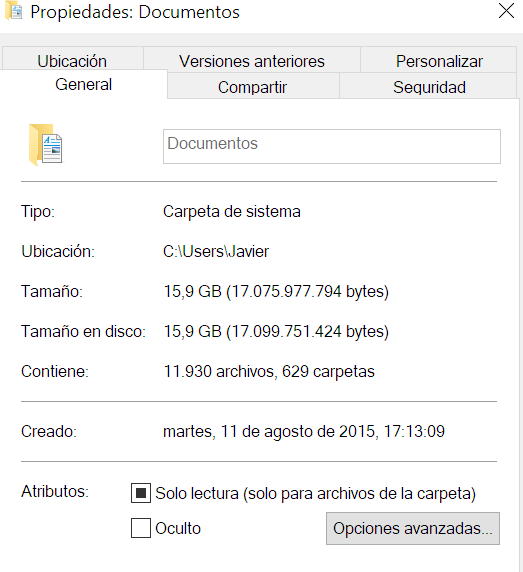 Propiedades: Documentos
Ubicación Versiones anteriores Personalizar
General Compartir Seguridad
Documentos
Tipo: Carpeta de sistema
Ubicación: C:\Users\Javier
Tamaño: 15,9 GB (17.075.977.794 bytes)
Tamaño en disco: 15,9 GB (17.099.751.424 bytes)
Contiene: 11.930 archivos, 629 carpetas
Creado: martes, 11 de agosto de 2015, 17:13:09
Atributos: Solo lectura (solo para archivos de la carpeta)
Oculto Opciones avanzadas...